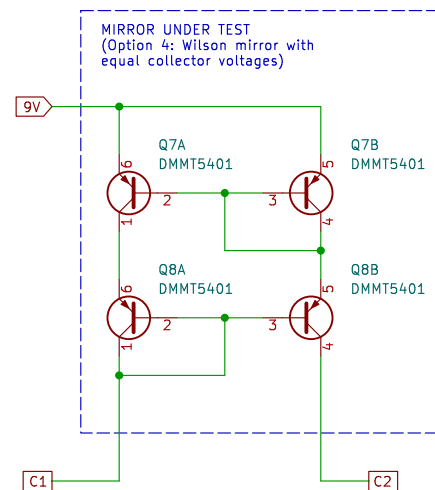 MIRROR UNDER TEST
(Option 4: Wilson mirror with
equal collector voltages)
9V
Q7A
DMMT5401
Q7B
DMMT5401
6
5
2
3
1
4
Q8A
DMMT5401
Q8B
DMMT5401
6
5
2
3
1
4
C1
C2